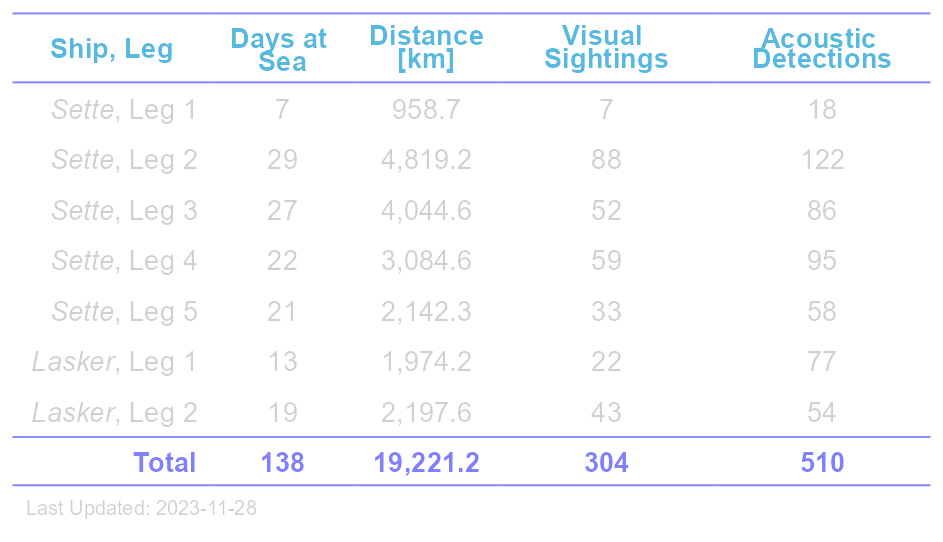 Ship, Leg Days at Sea Distance [km] Visual Sightings Acoustic Detections
Sette, Leg 1 7 958.7 7 18
Sette, Leg 2 29 4,819.2 88 122
Sette, Leg 3 27 4,044.6 52 86
Sette, Leg 4 22 3,084.6 59 95
Sette, Leg 5 21 2,142.3 33 58
Lasker, Leg 1 13 1,974.2 22 77
Lasker, Leg 2 19 2,197.6 43 54
Total 138 19,221.2 304 510
Last Updated: 2023-11-28